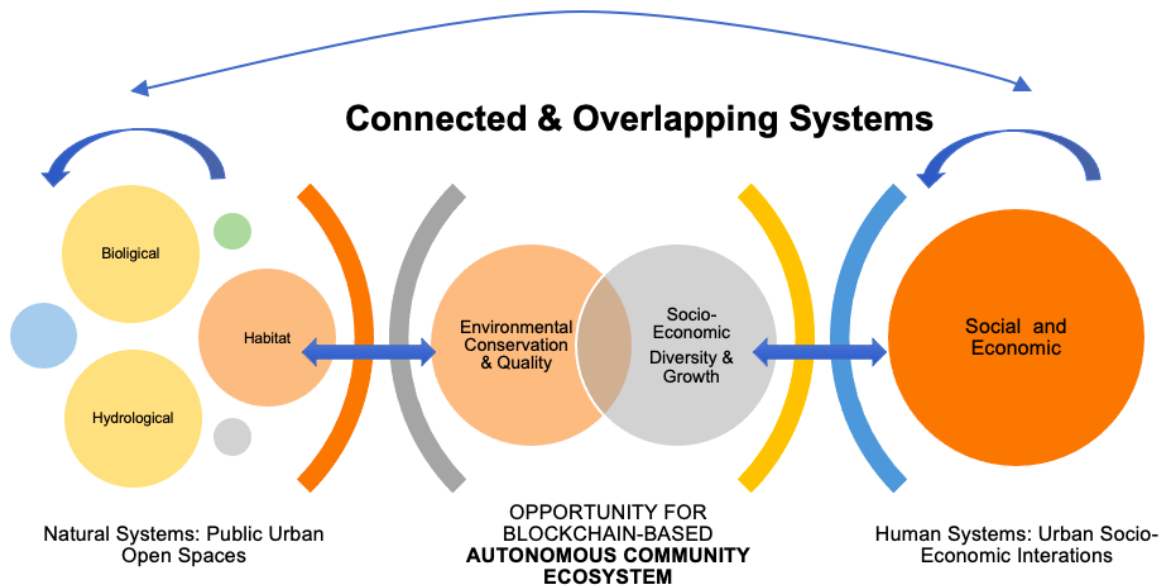 Connected & Overlapping Systems
Bioligical
Habitat
Hydrological
Environmental
Conservation
& Quality
Socio-
Economic
Diversity &
Growth
Social and
Economic
Natural Systems: Public Urban
Open Spaces
OPPORTUNITY FOR
BLOCKCHAIN-BASED
AUTONOMOUS COMMUNITY
ECOSYSTEM
Human Systems: Urban Socio-
Economic Interations